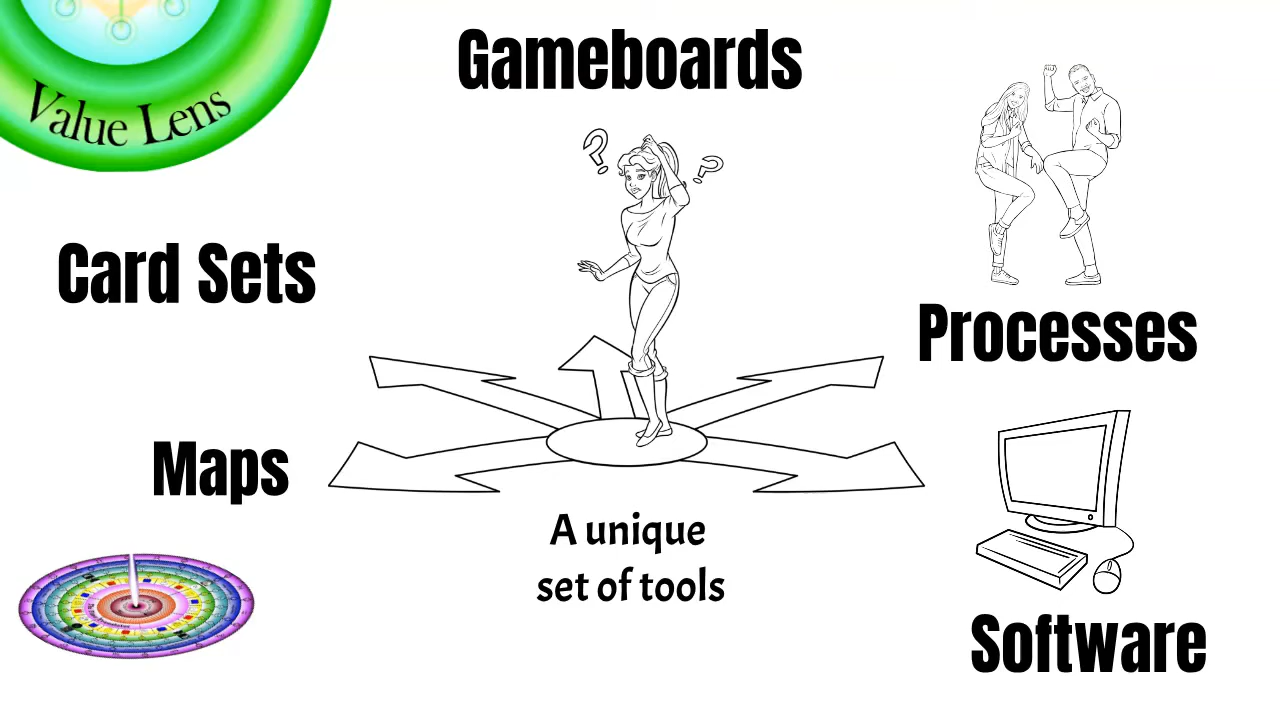 Value Lens
Gameboards
Card Sets
Processes
Maps
A unique
set of tools
Software